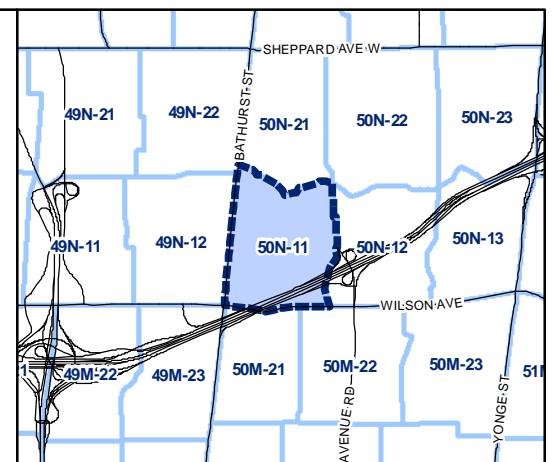 SHEPPARD AVE W
BATHURST ST
49N-21
49N-22
50N-21
50N-22
50N-23
49N-11
49N-12
50N-11
50N-12
50N-13
WILSON AVE
1
49M-22
49M-23
50M-21
50M-22
50M-23
AVENUE RD
YONGE ST